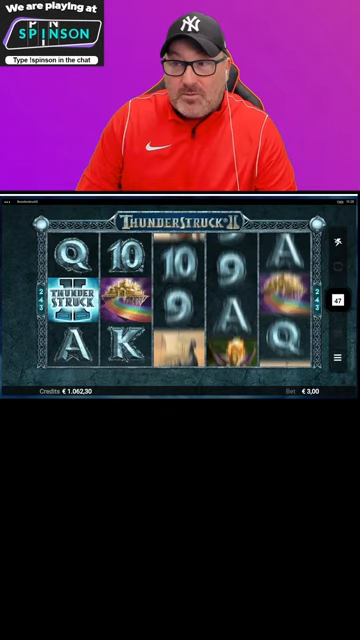 We are playing at
SPINSON
Type !spinson in the chat
NY
THUNDERSTRUCK II
Q 10 10 9 A
THUNDER
STRUCK
II
9
A K A Q
243
243
47
Credits € 1.062,30
Bet € 3,00